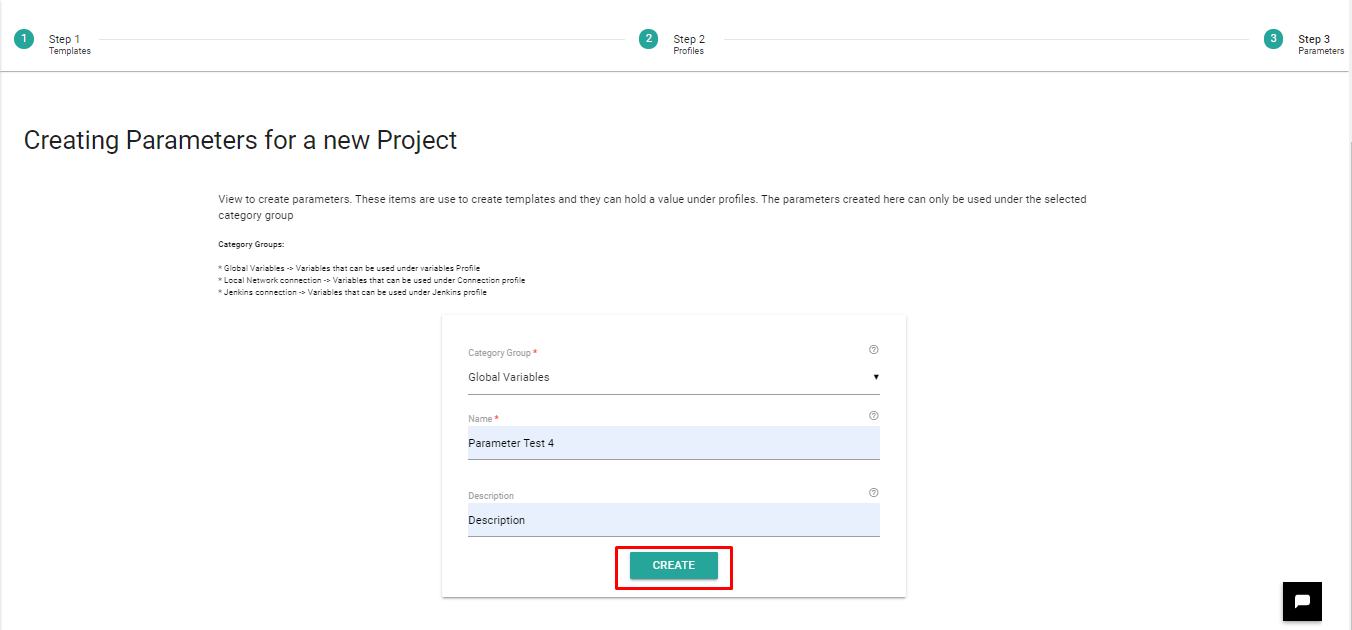 1 Step 1
Templates
2 Step 2
Profiles
3 Step 3
Parameters
Creating Parameters for a new Project
View to create parameters. These items are use to create templates and they can hold a value under profiles. The parameters created here can only be used under the selected
category group
Category Groups:
* Global Variables -> Variables that can be used under variables Profile
* Local Network connection -> Variables that can be used under Connection profile
* Jenkins connection -> Variables that can be used under Jenkins profile
Category Group *
Global Variables
Name *
Parameter Test 4
Description
Description
CREATE